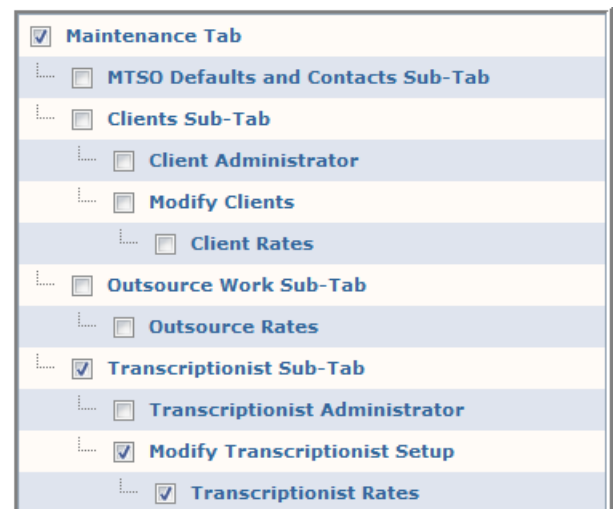 Maintenance Tab
MTSO Defaults and Contacts Sub-Tab
Clients Sub-Tab
Client Administrator
Modify Clients
Client Rates
Outsource Work Sub-Tab
Outsource Rates
Transcriptionist Sub-Tab
Transcriptionist Administrator
Modify Transcriptionist Setup
Transcriptionist Rates